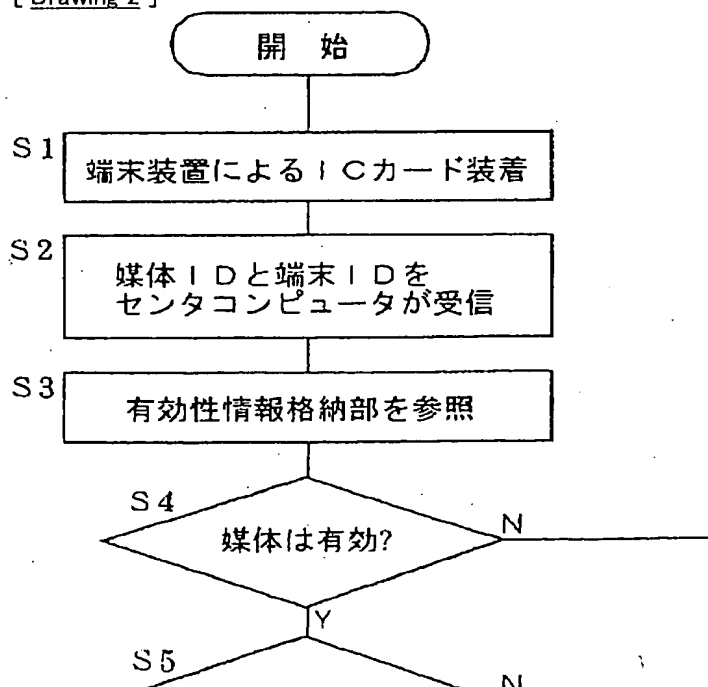 [ Drawing 2 ]
開 始
S1
端末装置によるICカード装着
S2
媒体IDと端末IDを
センタコンピュータが受信
S3
有効性情報格納部を参照
S4
媒体は有効?
N
Y
S5
N